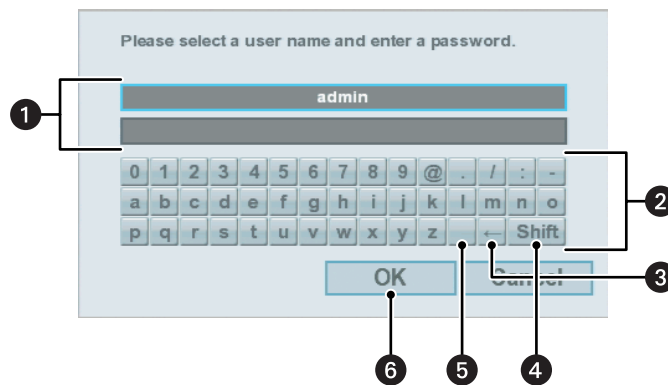 Please select a user name and enter a password.
admin
0 1 2 3 4 5 6 7 8 9 @ . / : -
a b c d e f g h i j k l m n o
p q r s t u v w x y z ← Shift
OK Cancel
1
2
3
4
5
6